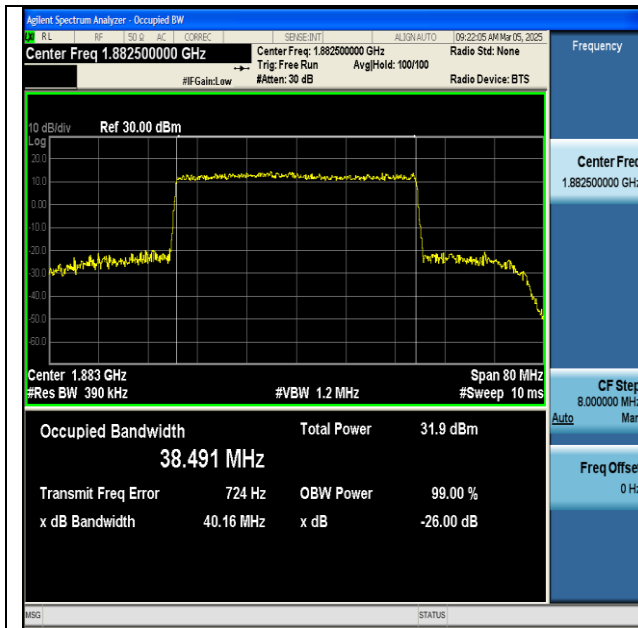 Agilent Spectrum Analyzer - Occupied BW
RL RF 50 Ω AC CORREC SENSE:INT ALIGN AUTO 09:22:05 AM Mar 05, 2025
Center Freq 1.882500000 GHz
Center Freq: 1.882500000 GHz
Radio Std: None
Trig: Free Run Avg|Hold: 100/100
#IFGain:Low #Atten: 30 dB Radio Device: BTS
10 dB/div Ref 30.00 dBm
Log
20.0
10.0
0.00
-10.0
-20.0
-30.0
-40.0
-50.0
-60.0
Center 1.883 GHz Span 80 MHz
#Res BW 390 kHz #VBW 1.2 MHz #Sweep 10 ms
Occupied Bandwidth Total Power 31.9 dBm
38.491 MHz
Transmit Freq Error 724 Hz OBW Power 99.00 %
x dB Bandwidth 40.16 MHz x dB -26.00 dB
MSG STATUS
Frequency
Center Freq
1.882500000 GHz
CF Step
8.000000 MHz
Auto Man
Freq Offset
0 Hz